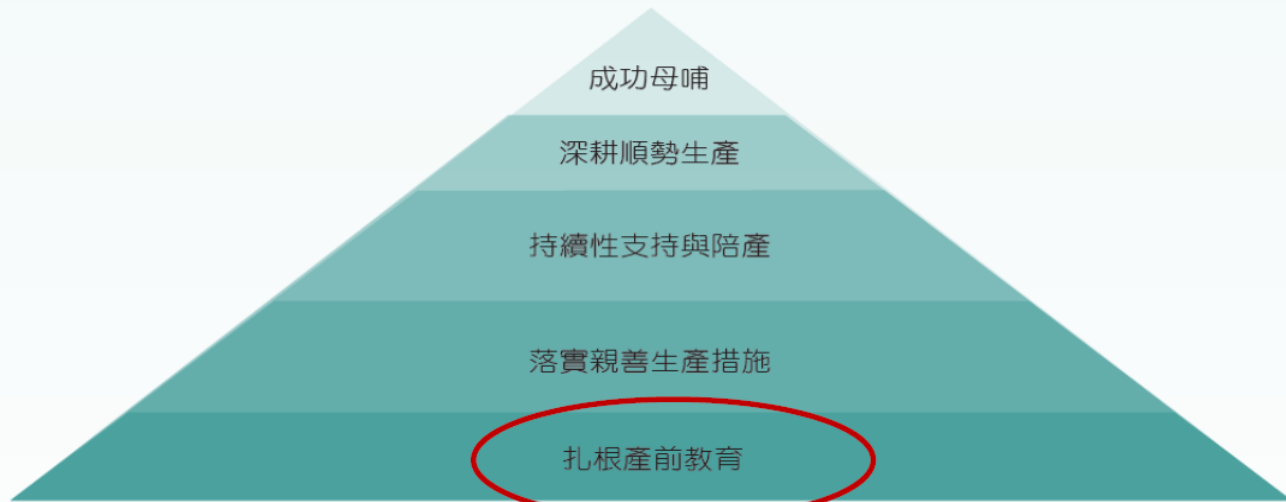 成功母哺
深耕順勢生產
持續性支持與陪產
落實親善生產措施
扎根產前教育